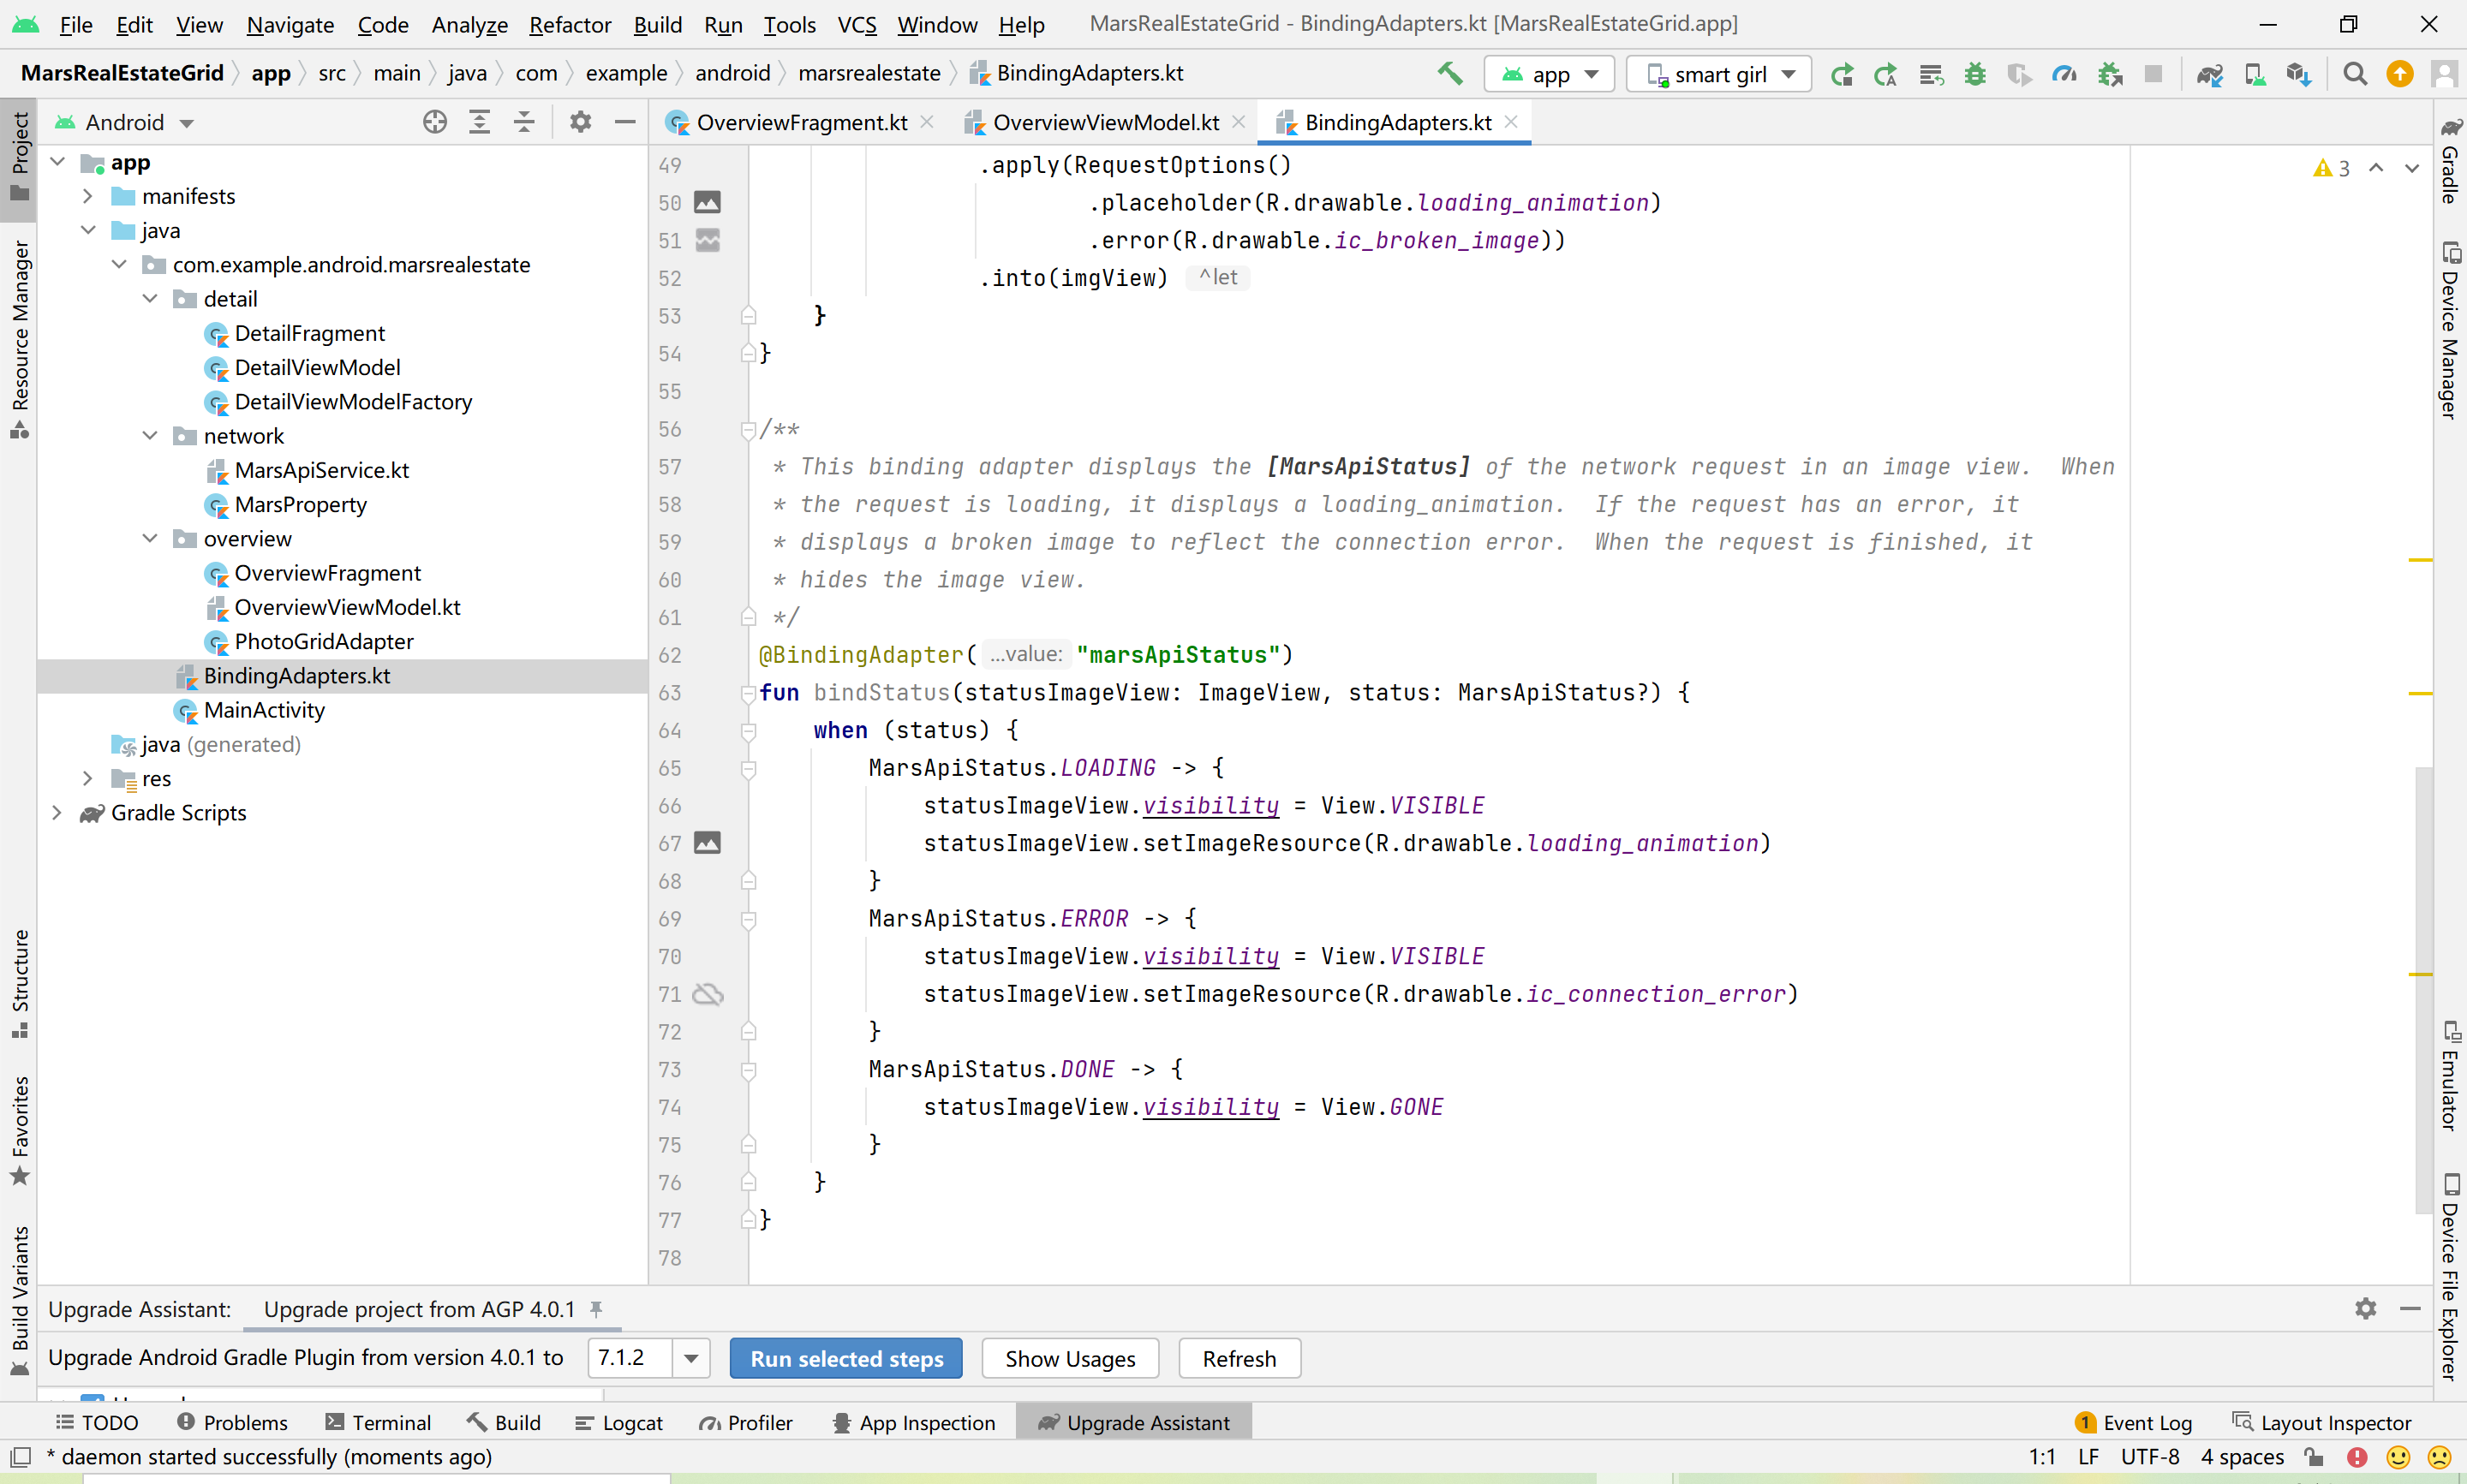 File Edit View Navigate Code Analyze Refactor Build Run Tools VCS Window Help MarsRealEstateGrid - BindingAdapters.kt [MarsRealEstateGrid.app]
MarsRealEstateGrid app src main java com example android marsrealestate BindingAdapters.kt app smart girl
Android
OverviewFragment.kt OverviewViewModel.kt BindingAdapters.kt
Project
Resource Manager
Structure
Favorites
Build Variants
app
manifests
java
com.example.android.marsrealestate
detail
DetailFragment
DetailViewModel
DetailViewModelFactory
network
MarsApiService.kt
MarsProperty
overview
OverviewFragment
OverviewViewModel.kt
PhotoGridAdapter
BindingAdapters.kt
MainActivity
java (generated)
res
Gradle Scripts
3
49 .apply(RequestOptions()
50 .placeholder(R.drawable.loading_animation)
51 .error(R.drawable.ic_broken_image))
52 .into(imgView) ^let
53 }
54 }
55
56 /**
57 * This binding adapter displays the [MarsApiStatus] of the network request in an image view.  When
58 * the request is loading, it displays a loading_animation.  If the request has an error, it
59 * displays a broken image to reflect the connection error.  When the request is finished, it
60 * hides the image view.
61 */
62 @BindingAdapter( ...value: "marsApiStatus")
63 fun bindStatus(statusImageView: ImageView, status: MarsApiStatus?) {
64 when (status) {
65 MarsApiStatus.LOADING -> {
66 statusImageView.visibility = View.VISIBLE
67 statusImageView.setImageResource(R.drawable.loading_animation)
68 }
69 MarsApiStatus.ERROR -> {
70 statusImageView.visibility = View.VISIBLE
71 statusImageView.setImageResource(R.drawable.ic_connection_error)
72 }
73 MarsApiStatus.DONE -> {
74 statusImageView.visibility = View.GONE
75 }
76 }
77 }
78
Gradle
Device Manager
Emulator
Device File Explorer
Upgrade Assistant: Upgrade project from AGP 4.0.1
Upgrade Android Gradle Plugin from version 4.0.1 to 7.1.2 Run selected steps Show Usages Refresh
TODO Problems Terminal Build Logcat Profiler App Inspection Upgrade Assistant 1 Event Log Layout Inspector
* daemon started successfully (moments ago) 1:1 LF UTF-8 4 spaces